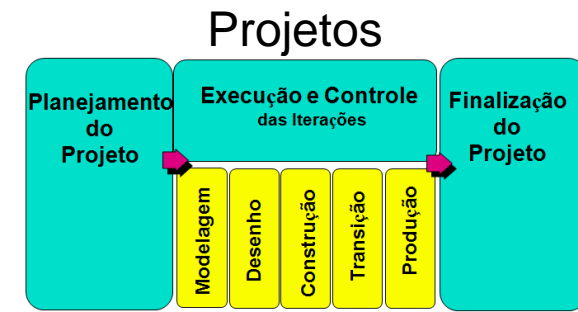 Projetos
Planejamento
do
Projeto
Execução e Controle
das Iterações
Finalização
do
Projeto
Modelagem
Desenho
Construção
Transição
Produção